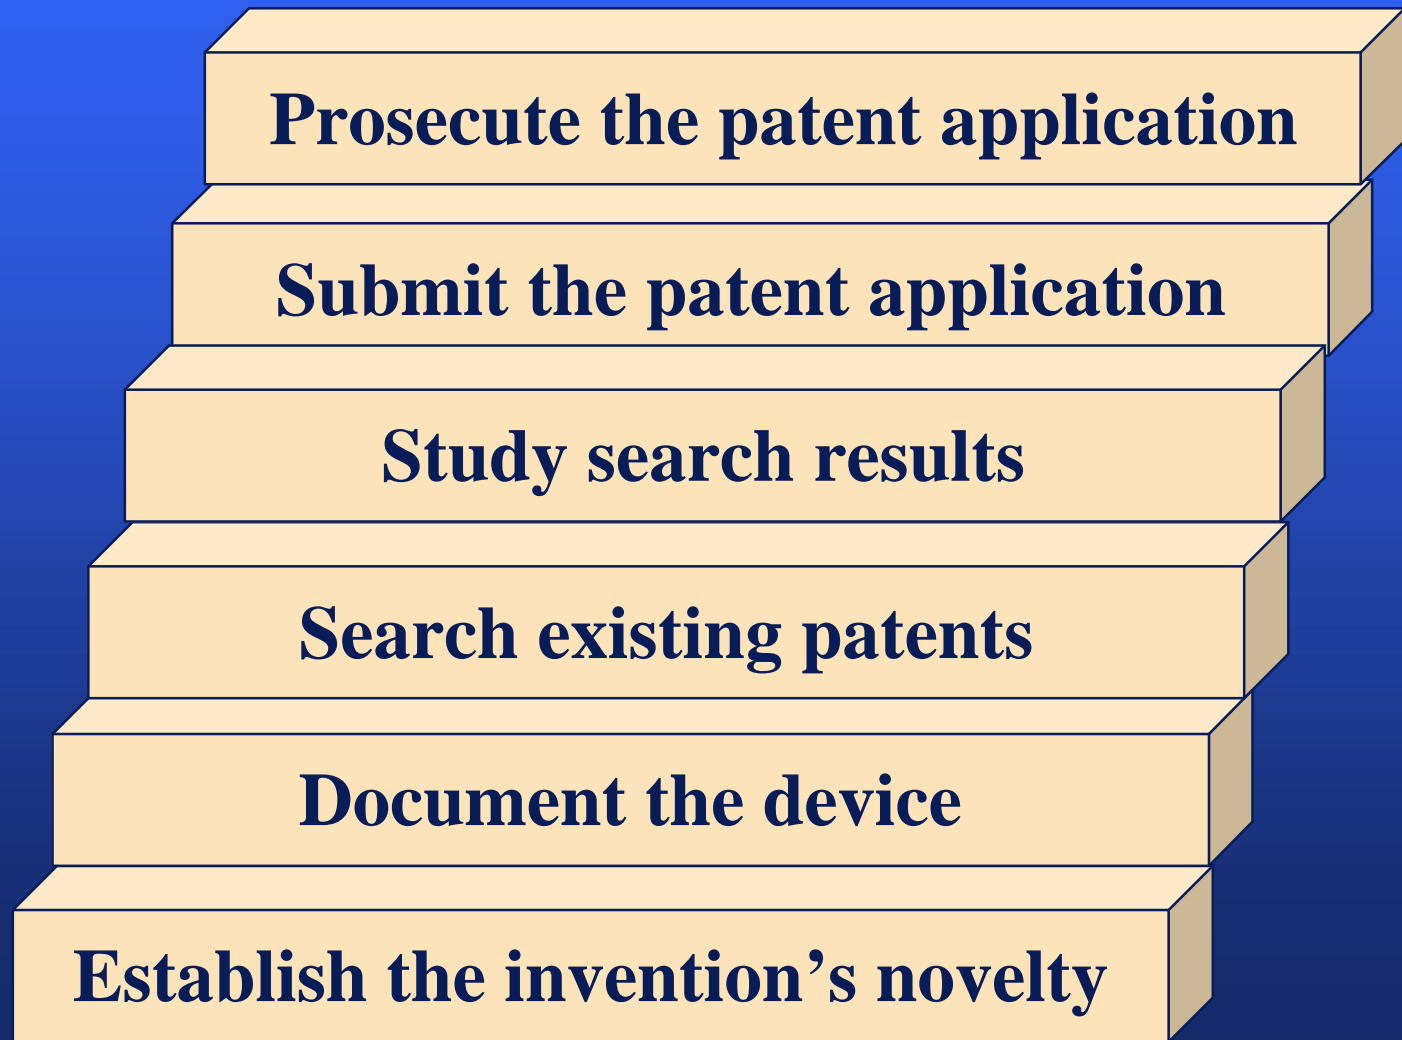 Prosecute the patent application
Submit the patent application
Study search results
Search existing patents
Document the device
Establish the invention’s novelty